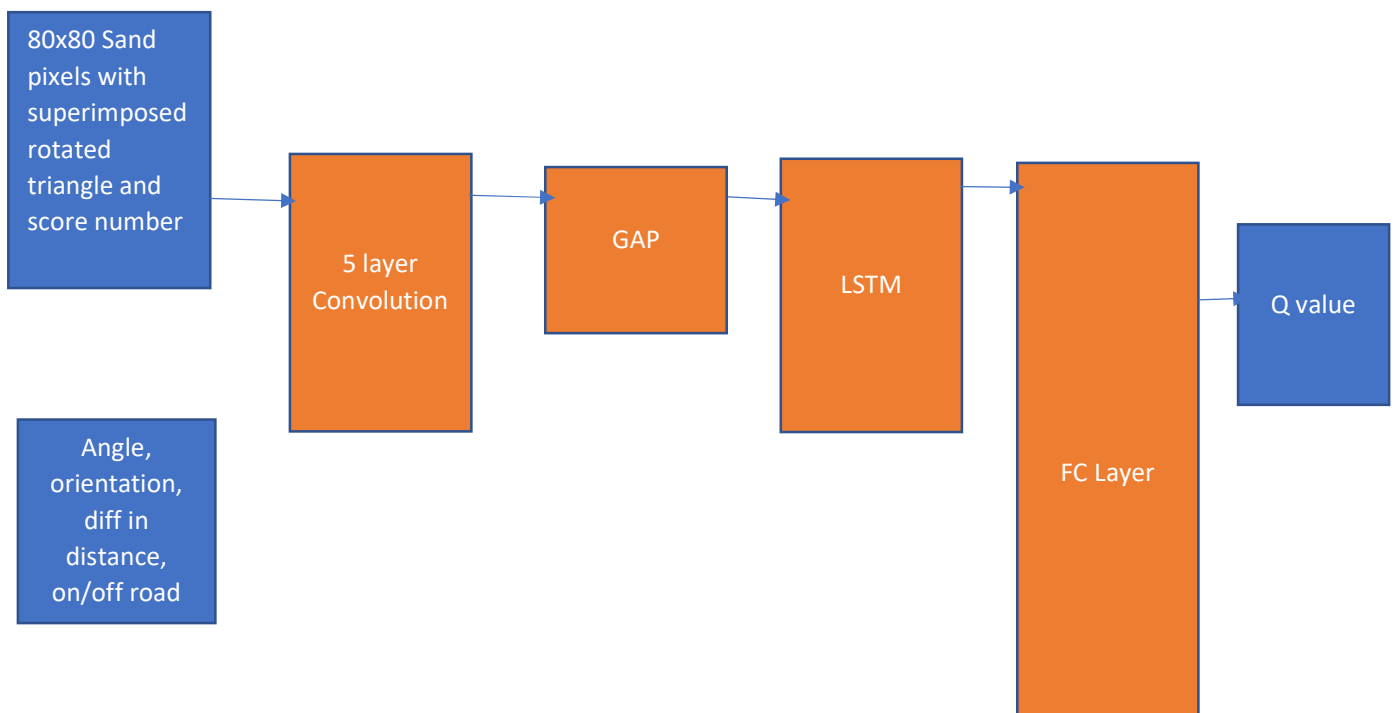 80x80 Sand
pixels with
superimposed
rotated
triangle and
score number
5 layer
Convolution
GAP
LSTM
FC Layer
Q value
Angle,
orientation,
diff in
distance,
on/off road